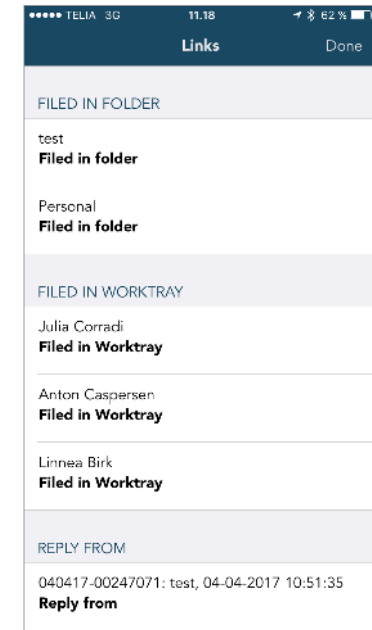 TELIA 3G 11.18 62 %
Links Done
FILED IN FOLDER
test
Filed in folder
Personal
Filed in folder
FILED IN WORKTRAY
Julia Corradi
Filed in Worktray
Anton Caspersen
Filed in Worktray
Linnea Birk
Filed in Worktray
REPLY FROM
040417-00247071: test, 04-04-2017 10:51:35
Reply from